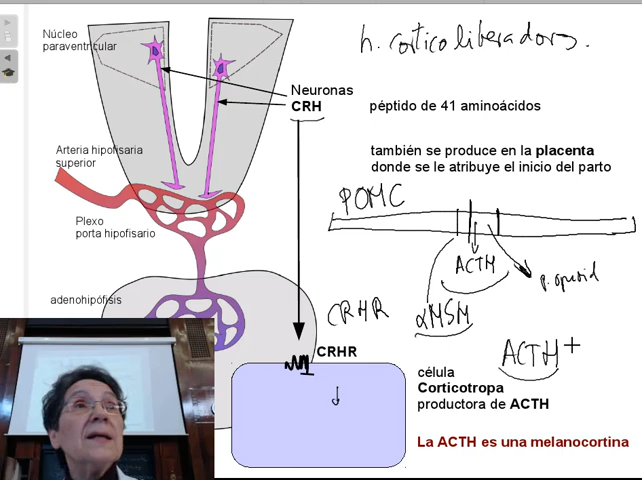 h. corticoliberadora.
Núcleo
paraventricular
Neuronas
CRH
péptido de 41 aminoácidos
Arteria hipofisaria
superior
también se produce en la placenta
donde se le atribuye el inicio del parto
POMC
Plexo
porta hipofisario
ACTH
p. opioid
adenohipófisis
CRHR
αMSM
CRHR
ACTH+
célula
Corticotropa
productora de ACTH
La ACTH es una melanocortina